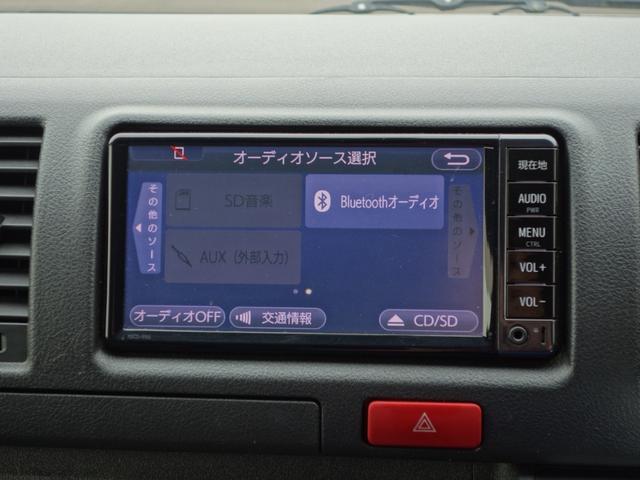 オーディオソース選択
その他のソース
SD音楽
Bluetoothオーディオ
その他のソース
AUX (外部入力)
オーディオOFF
交通情報
CD/SD
現在地
AUDIO
PWR
MENU
CTRL
VOL+
VOL-